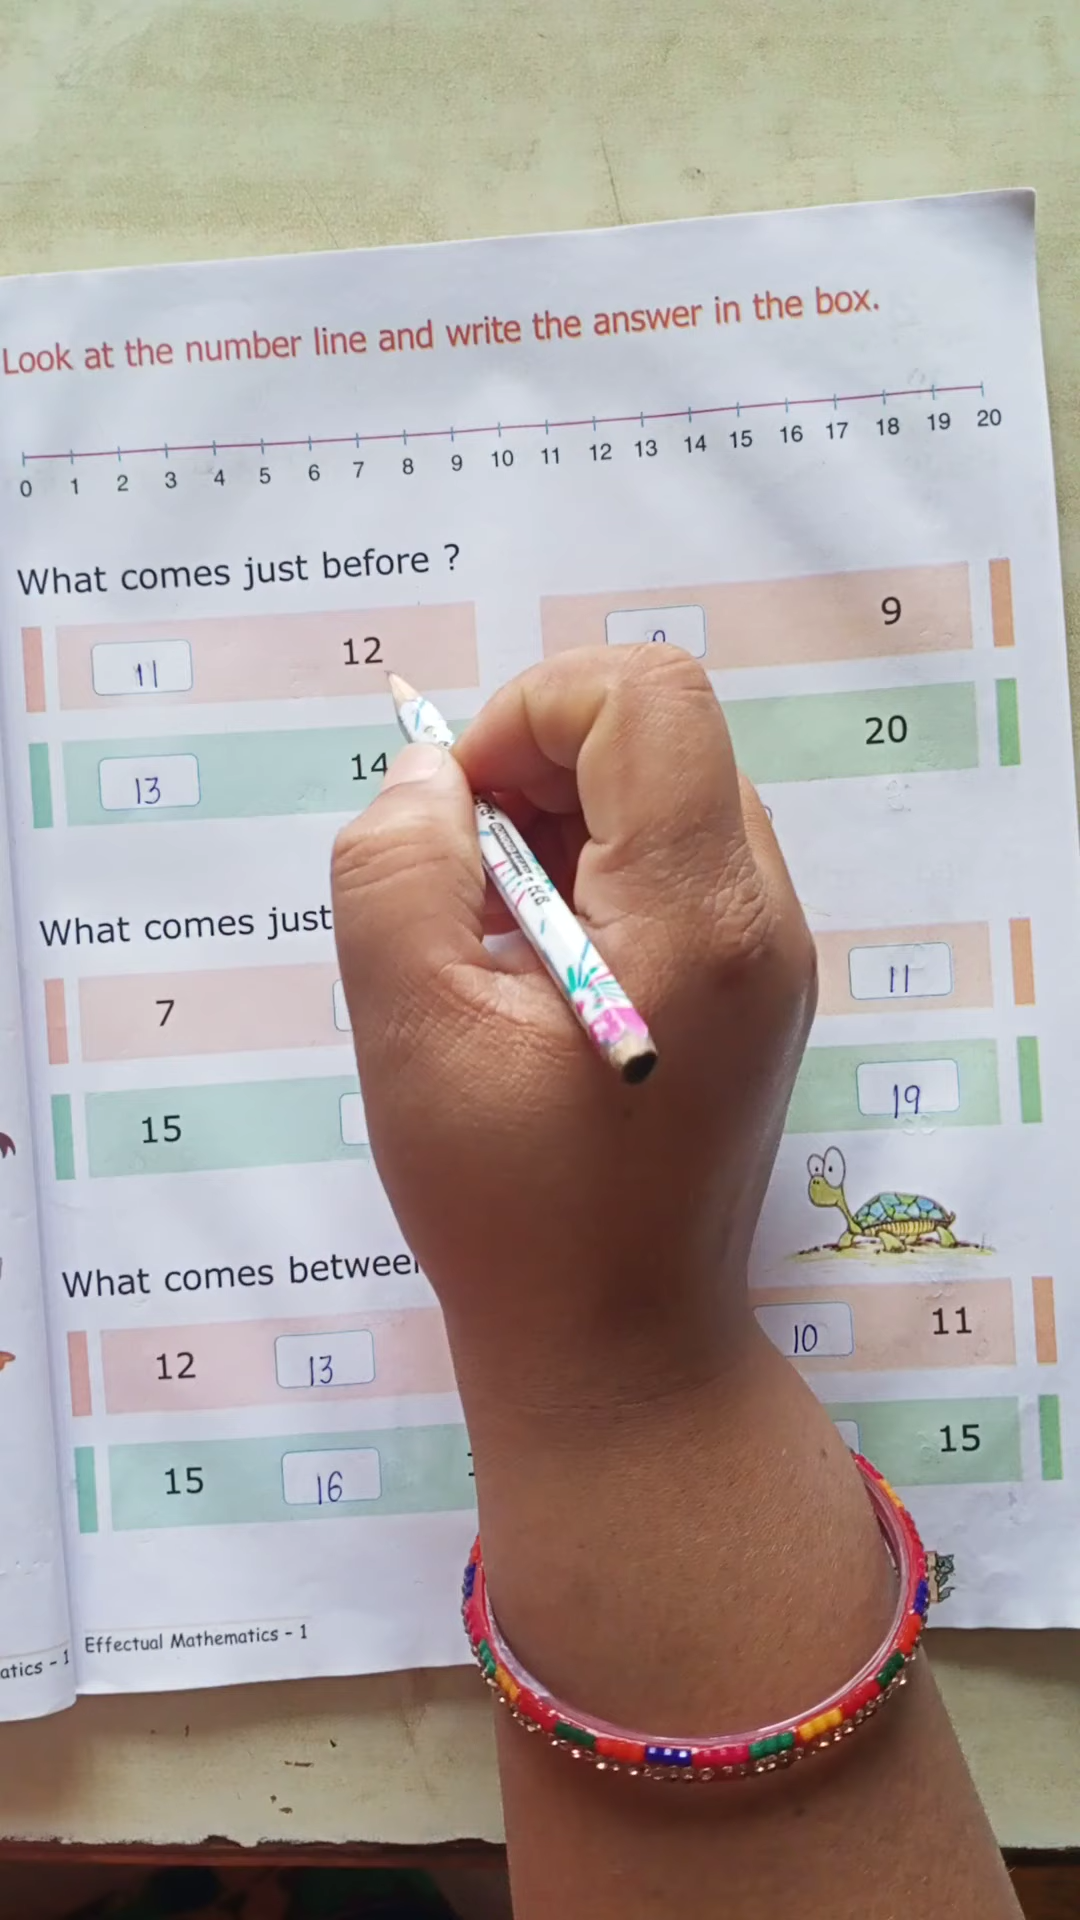 Look at the number line and write the answer in the box.
0 1 2 3 4 5 6 7 8 9 10 11 12 13 14 15 16 17 18 19 20
What comes just before ?
11 12 9
13 14 20
What comes just
7 11
15 19
What comes
12 13 10 11
15 16 15
Effectual Mathematics - 1
- 1